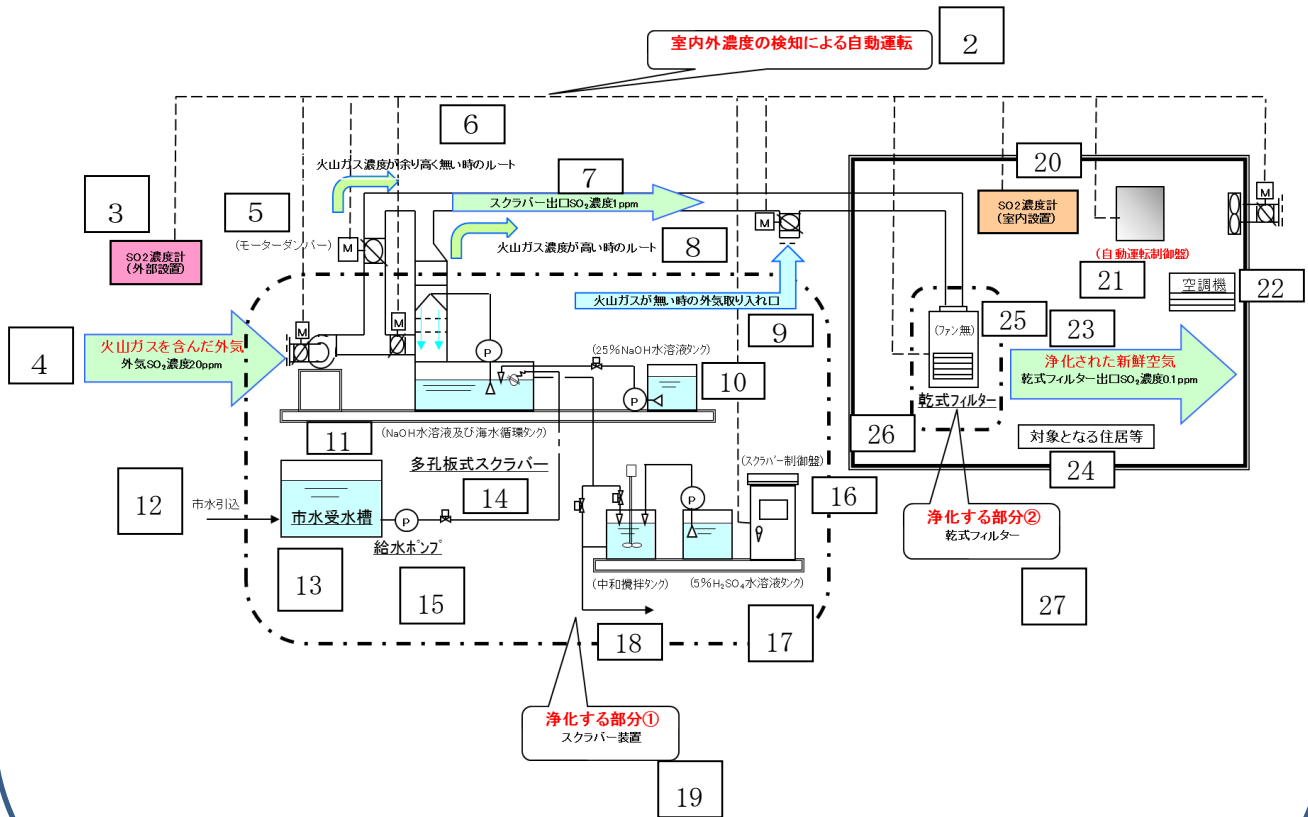 室内外濃度の検知による自動運転
2
6
火山ガス濃度が余り高く無い時のルート
7
スクラバー出口SO₂濃度1ppm
20
3
5
(モーターダンパー)
SO2濃度計
(外部設置)
M
M
M
M
M
8
火山ガス濃度が高い時のルート
SO2濃度計
(室内設置)
(自動運転制御盤)
21
空調機
22
火山ガスが無い時の外気取り入れ口
9
4
火山ガスを含んだ外気
外気SO₂濃度20ppm
P
(25%NaOH水溶液タンク)
P
10
(ファン無)
25
23
浄化された新鮮空気
乾式フィルター出口SO₂濃度0.1ppm
乾式フィルター
26
対象となる住居等
24
11
(NaOH水溶液及び海水循環タンク)
多孔板式スクラバー
14
(スクラバー制御盤)
16
12
市水引込
市水受水槽
P
給水ポンプ
P
13
15
(中和攪拌タンク)
(5%H₂SO₄水溶液タンク)
17
18
浄化する部分②
乾式フィルター
27
浄化する部分①
スクラバー装置
19